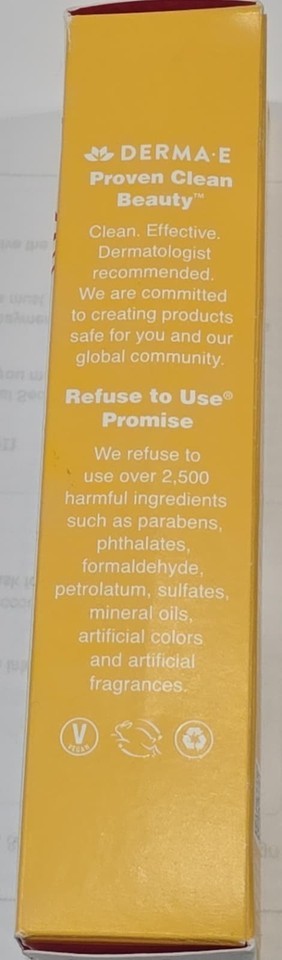 DERMA·E
Proven Clean
Beauty™
Clean. Effective.
Dermatologist
recommended.
We are committed
to creating products
safe for you and our
global community.
Refuse to Use®
Promise
We refuse to
use over 2,500
harmful ingredients
such as parabens,
phthalates,
formaldehyde,
petrolatum, sulfates,
mineral oils,
artificial colors
and artificial
fragrances.
V
VEGAN